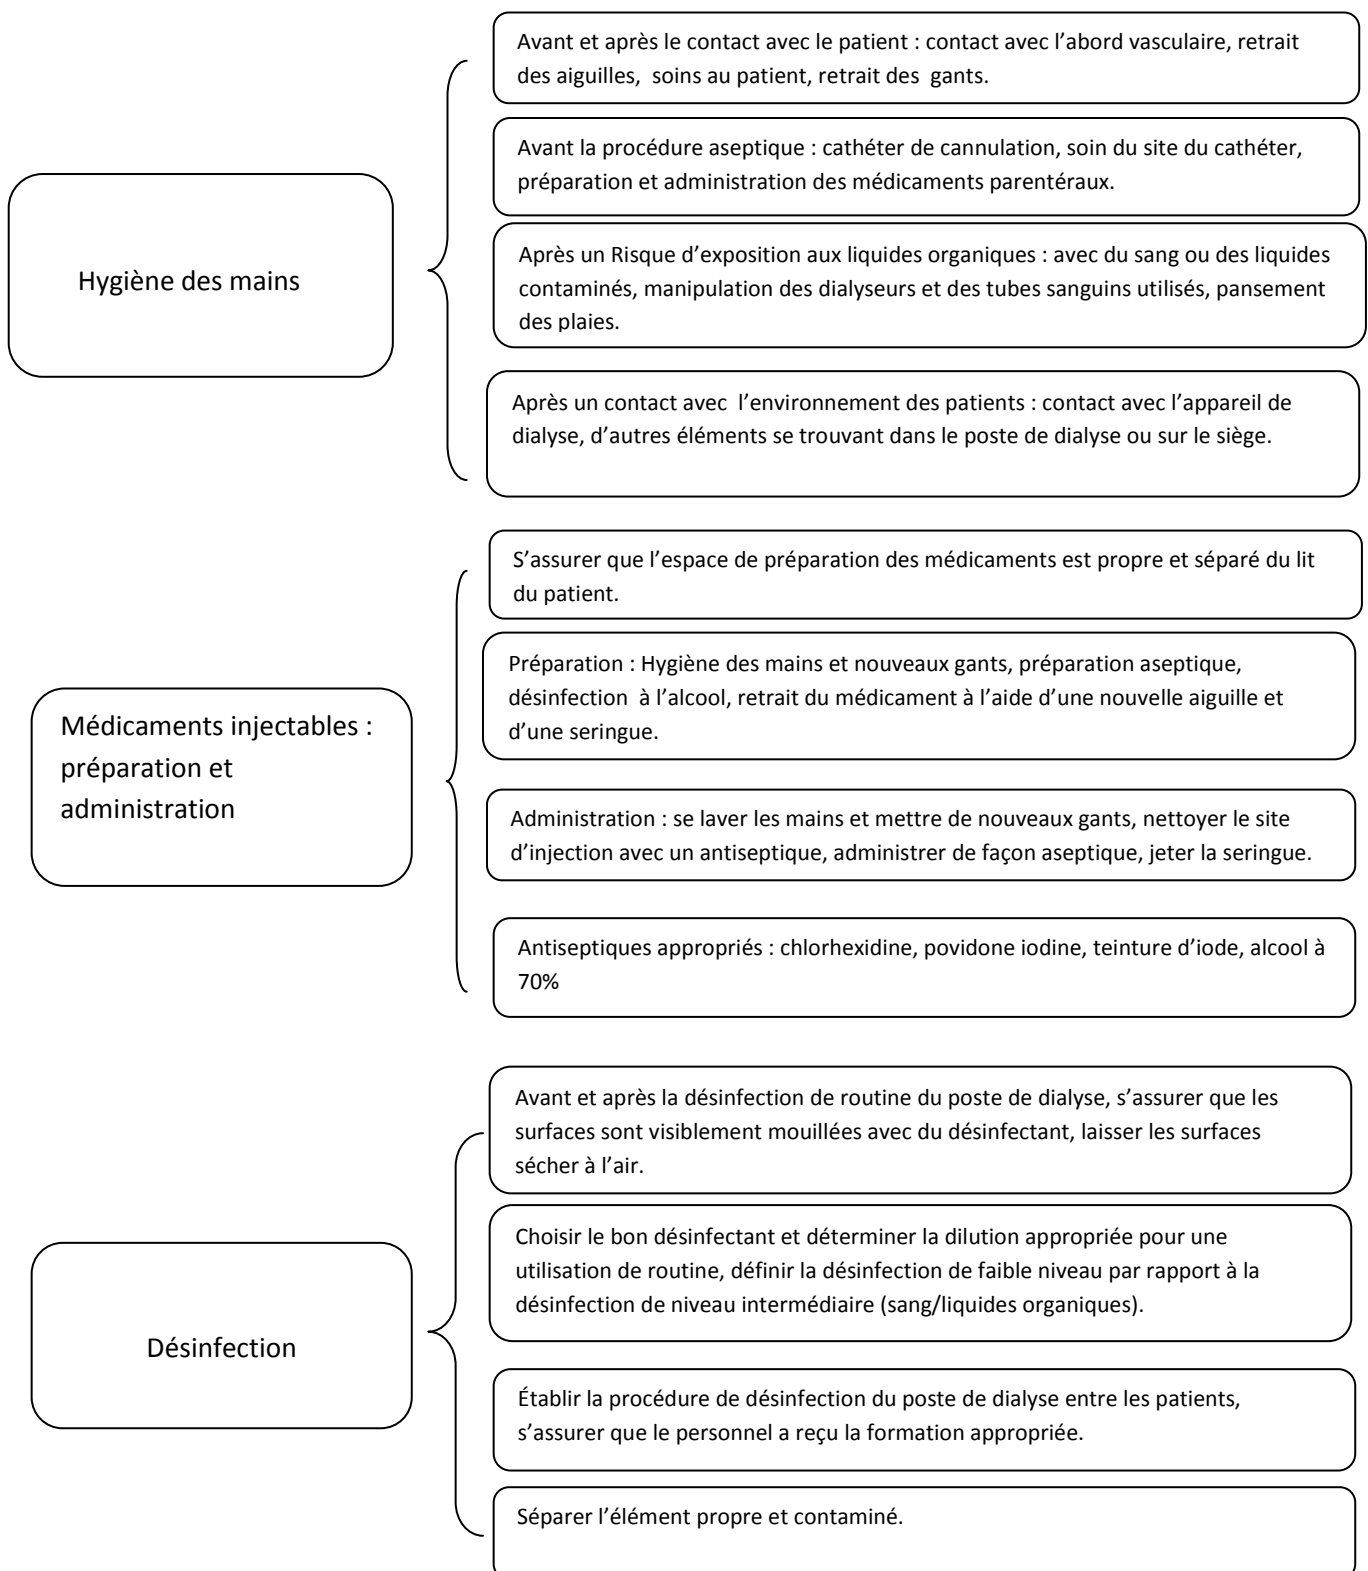 Hygiène des mains
Avant et après le contact avec le patient : contact avec l’abord vasculaire, retrait
des aiguilles, soins au patient, retrait des gants.
Avant la procédure aseptique : cathéter de cannulation, soin du site du cathéter,
préparation et administration des médicaments parentéraux.
Après un Risque d’exposition aux liquides organiques : avec du sang ou des liquides
contaminés, manipulation des dialyseurs et des tubes sanguins utilisés, pansement
des plaies.
Après un contact avec l’environnement des patients : contact avec l’appareil de
dialyse, d’autres éléments se trouvant dans le poste de dialyse ou sur le siège.
Médicaments injectables :
préparation et
administration
S’assurer que l’espace de préparation des médicaments est propre et séparé du lit
du patient.
Préparation : Hygiène des mains et nouveaux gants, préparation aseptique,
désinfection à l’alcool, retrait du médicament à l’aide d’une nouvelle aiguille et
d’une seringue.
Administration : se laver les mains et mettre de nouveaux gants, nettoyer le site
d’injection avec un antiseptique, administrer de façon aseptique, jeter la seringue.
Antiseptiques appropriés : chlorhexidine, povidone iodine, teinture d’iode, alcool à
70%
Désinfection
Avant et après la désinfection de routine du poste de dialyse, s’assurer que les
surfaces sont visiblement mouillées avec du désinfectant, laisser les surfaces
sécher à l’air.
Choisir le bon désinfectant et déterminer la dilution appropriée pour une
utilisation de routine, définir la désinfection de faible niveau par rapport à la
désinfection de niveau intermédiaire (sang/liquides organiques).
Établir la procédure de désinfection du poste de dialyse entre les patients,
s’assurer que le personnel a reçu la formation appropriée.
Séparer l’élément propre et contaminé.